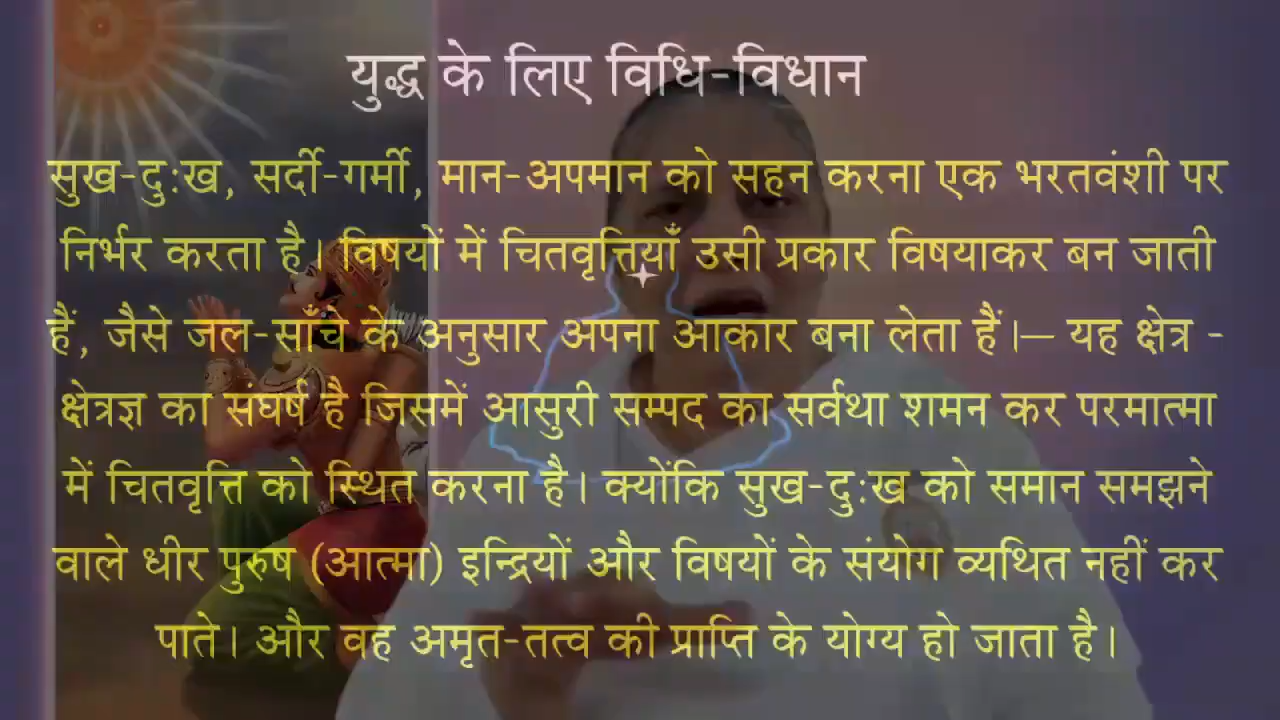 युद्ध के लिए विधि-विधान
सुख-दु:ख, सर्दी-गर्मी, मान-अपमान को सहन करना एक भरतवंशी पर
निर्भर करता है। विषयों में चितवृत्तियाँ उसी प्रकार विषयाकर बन जाती
हैं, जैसे जल-सांचे के अनुसार अपना आकार बना लेता हैं।— यह क्षेत्र -
क्षेत्रज्ञ का संघर्ष है जिसमें आसुरी सम्पद का सर्वथा शमन कर परमात्मा
में चितवृत्ति को स्थित करना है। क्योंकि सुख-दु:ख को समान समझने
वाले धीर पुरुष (आत्मा) इन्द्रियों और विषयों के संयोग व्यथित नहीं कर
पाते। और वह अमृत-तत्व की प्राप्ति के योग्य हो जाता है।